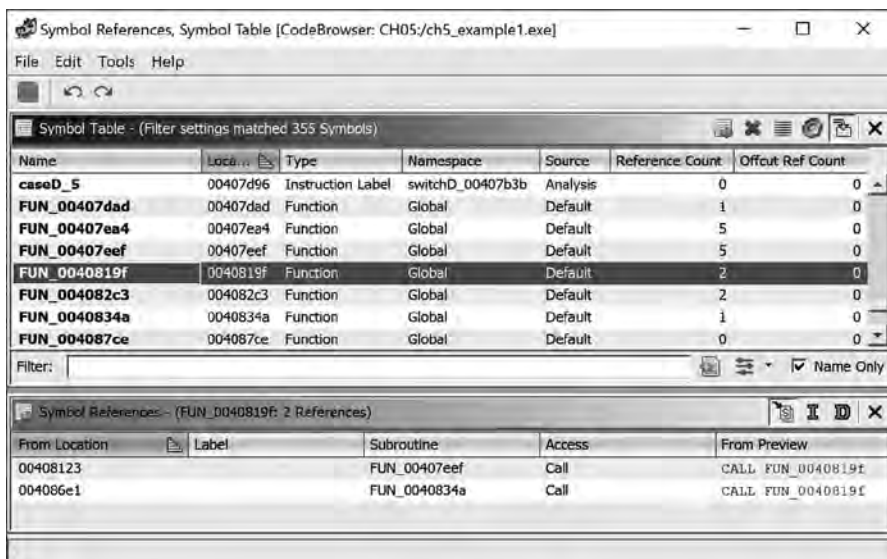 Symbol References, Symbol Table [CodeBrowser: CH05:/ch5_example1.exe]
File Edit Tools Help
Symbol Table - (Filter settings matched 355 Symbols)
Name Loca... Type Namespace Source Reference Count Offcut Ref Count
caseD_5 00407d96 Instruction Label switchD_00407b3b Analysis 0 0
FUN_00407dad 00407dad Function Global Default 1 0
FUN_00407ea4 00407ea4 Function Global Default 5 0
FUN_00407eef 00407eef Function Global Default 5 0
FUN_0040819f 0040819f Function Global Default 2 0
FUN_004082c3 004082c3 Function Global Default 2 0
FUN_0040834a 0040834a Function Global Default 1 0
FUN_004087ce 004087ce Function Global Default 0 0
Filter: Name Only
Symbol References - (FUN_0040819f: 2 References)
From Location Label Subroutine Access From Preview
00408123 FUN_00407eef Call CALL FUN_0040819f
004086e1 FUN_0040834a Call CALL FUN_0040819f